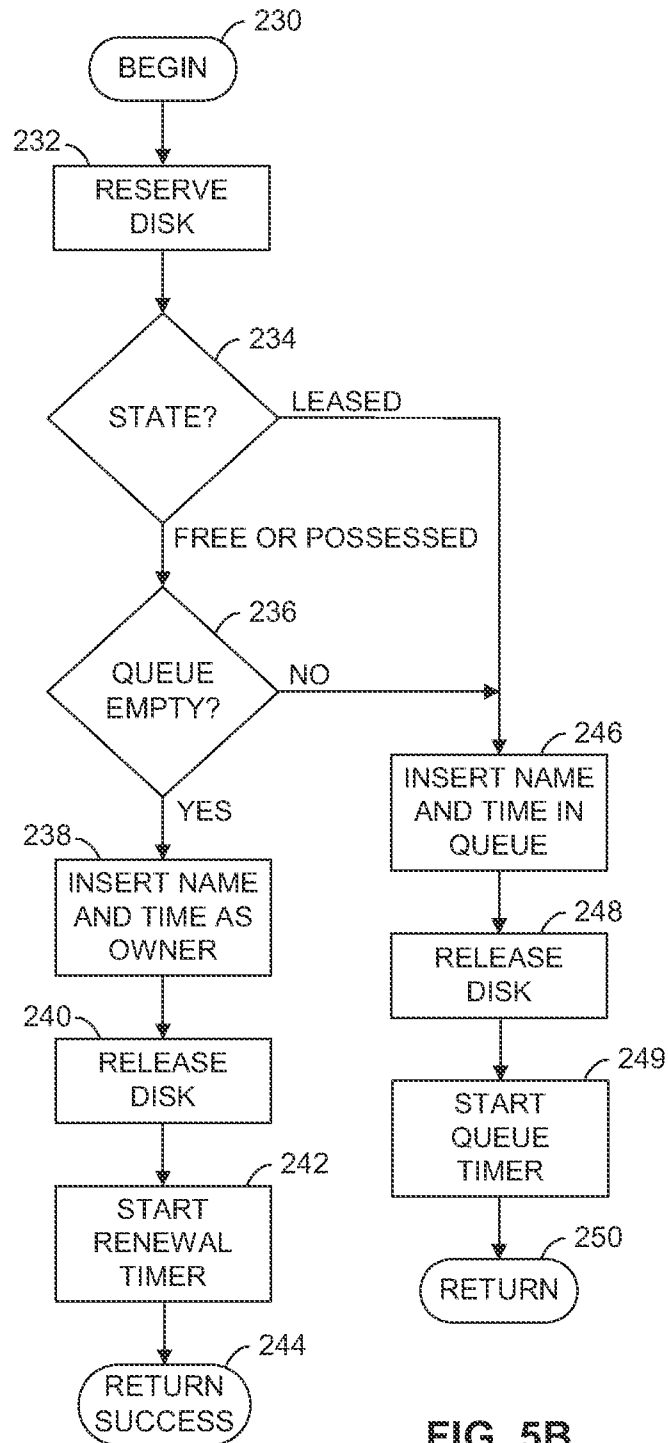 230
BEGIN
232
RESERVE
DISK
234
STATE?
LEASED
FREE OR POSSESSED
236
QUEUE
EMPTY?
NO
YES
238
INSERT NAME
AND TIME AS
OWNER
240
RELEASE
DISK
242
START
RENEWAL
TIMER
244
RETURN
SUCCESS
246
INSERT NAME
AND TIME IN
QUEUE
248
RELEASE
DISK
249
START
QUEUE
TIMER
250
RETURN
FIG. 5B